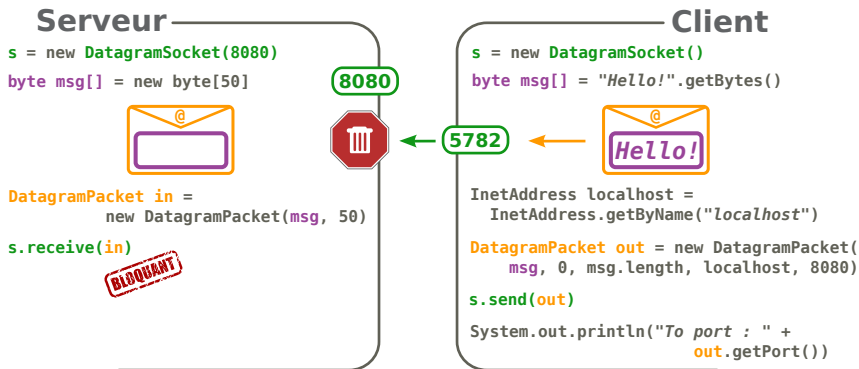 Serveur
s = new DatagramSocket(8080)
byte msg[] = new byte[50]
8080
@
DatagramPacket in =
new DatagramPacket(msg, 50)
s.receive(in)
BLOQUANT
Client
s = new DatagramSocket()
byte msg[] = "Hello!".getBytes()
5782
@
Hello!
InetAddress localhost =
InetAddress.getByName("localhost")
DatagramPacket out = new DatagramPacket(
msg, 0, msg.length, localhost, 8080)
s.send(out)
System.out.println("To port : " +
out.getPort())